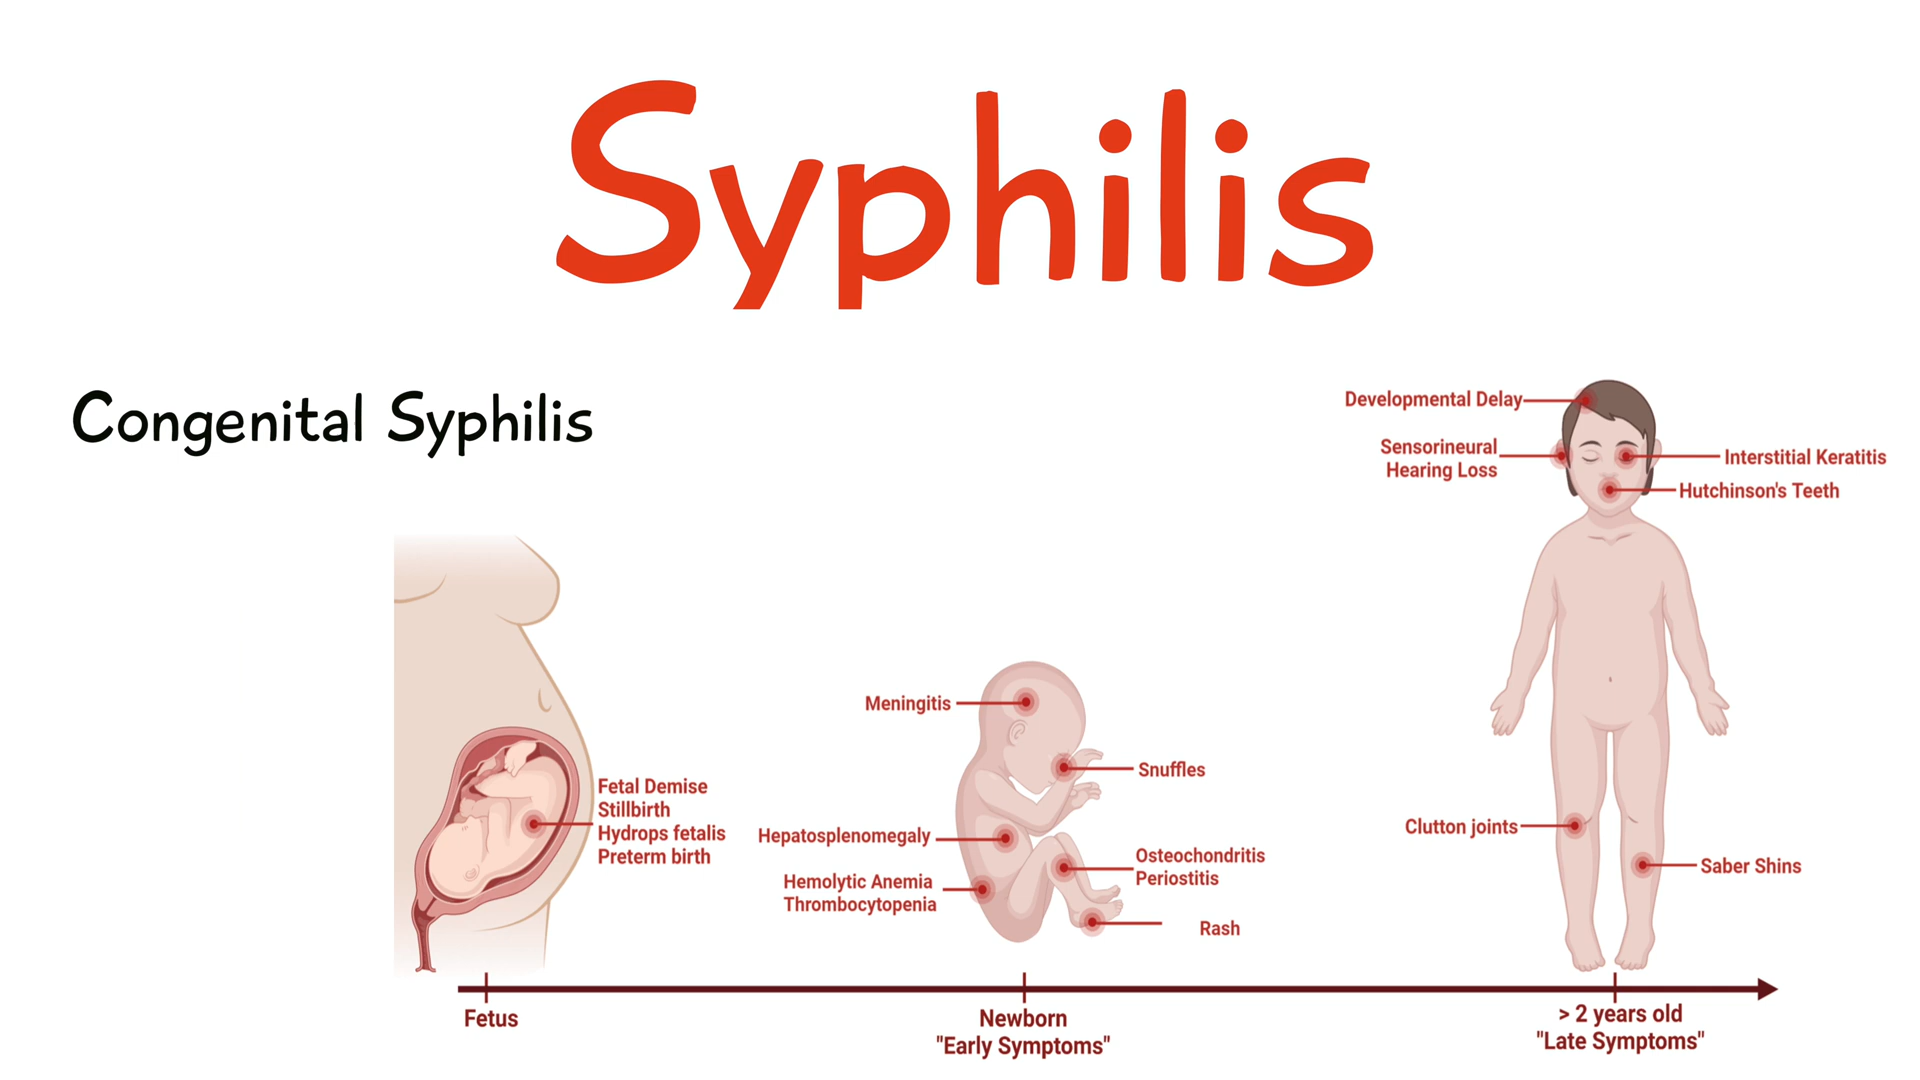 Syphilis
Congenital Syphilis
Fetal Demise
Stillbirth
Hydrops fetalis
Preterm birth
Fetus
Meningitis
Snuffles
Hepatosplenomegaly
Hemolytic Anemia
Thrombocytopenia
Osteochondritis
Periostitis
Rash
Newborn
"Early Symptoms"
Developmental Delay
Sensorineural
Hearing Loss
Interstitial Keratitis
Hutchinson's Teeth
Clutton joints
Saber Shins
> 2 years old
"Late Symptoms"